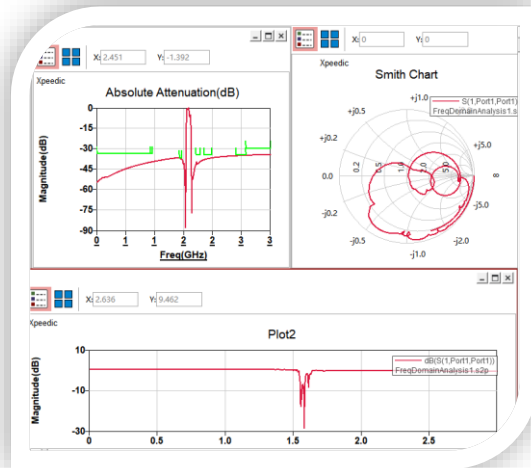 X: 2.451 Y: -1.392
Xpeedic
Absolute Attenuation(dB)
Magnitude(dB)
0
-15
-30
-45
-60
-75
-90
0 1 1 2 2 3 3
Freq(GHz)
X: 0 Y: 0
Xpeedic
Smith Chart
S(1,Port1,Port1)
FreqDomainAnalysis1.s
+j1.0
+j0.5
+j0.2
+j5.0
0.0 0.2 0.5 1.0 2.0 5.0 ∞
-j0.2
-j5.0
-j0.5 -j2.0
-j1.0
X: 2.636 Y: 9.462
Xpeedic
Plot2
Magnitude(dB)
10
-10
-30
dB(S(1,Port1,Port1))
FreqDomainAnalysis1.s2p
0 0.5 1.0 1.5 2.0 2.5